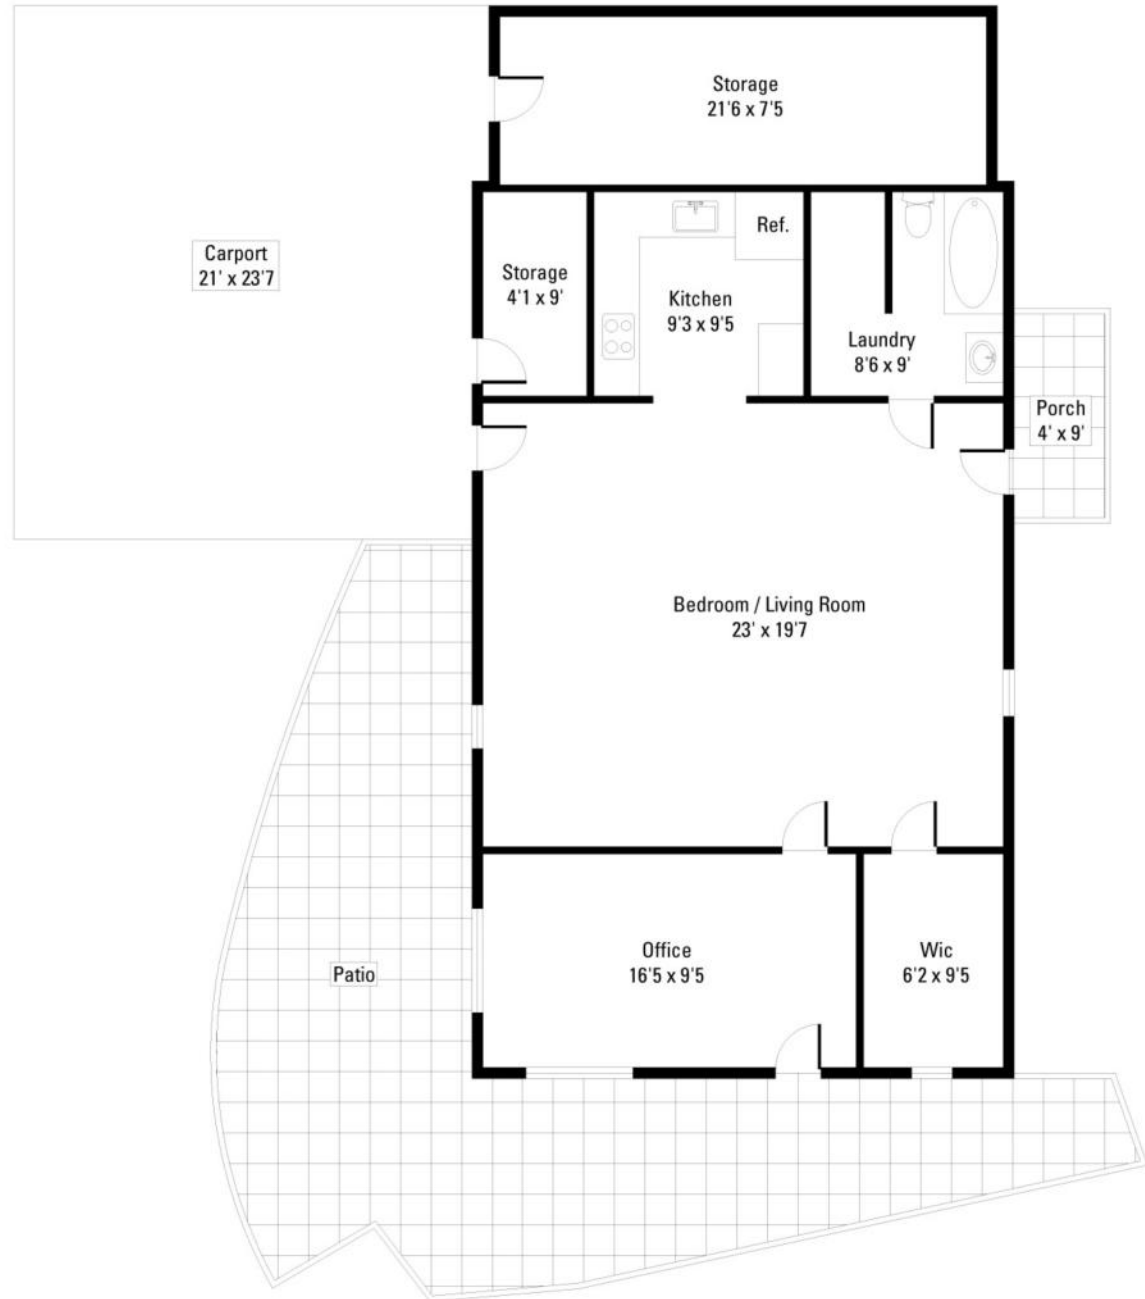 Storage
21'6 x 7'5
Carport
21' x 23'7
Storage
4'1 x 9'
Ref.
Kitchen
9'3 x 9'5
Laundry
8'6 x 9'
Porch
4' x 9'
Bedroom / Living Room
23' x 19'7
Office
16'5 x 9'5
Wic
6'2 x 9'5
Patio